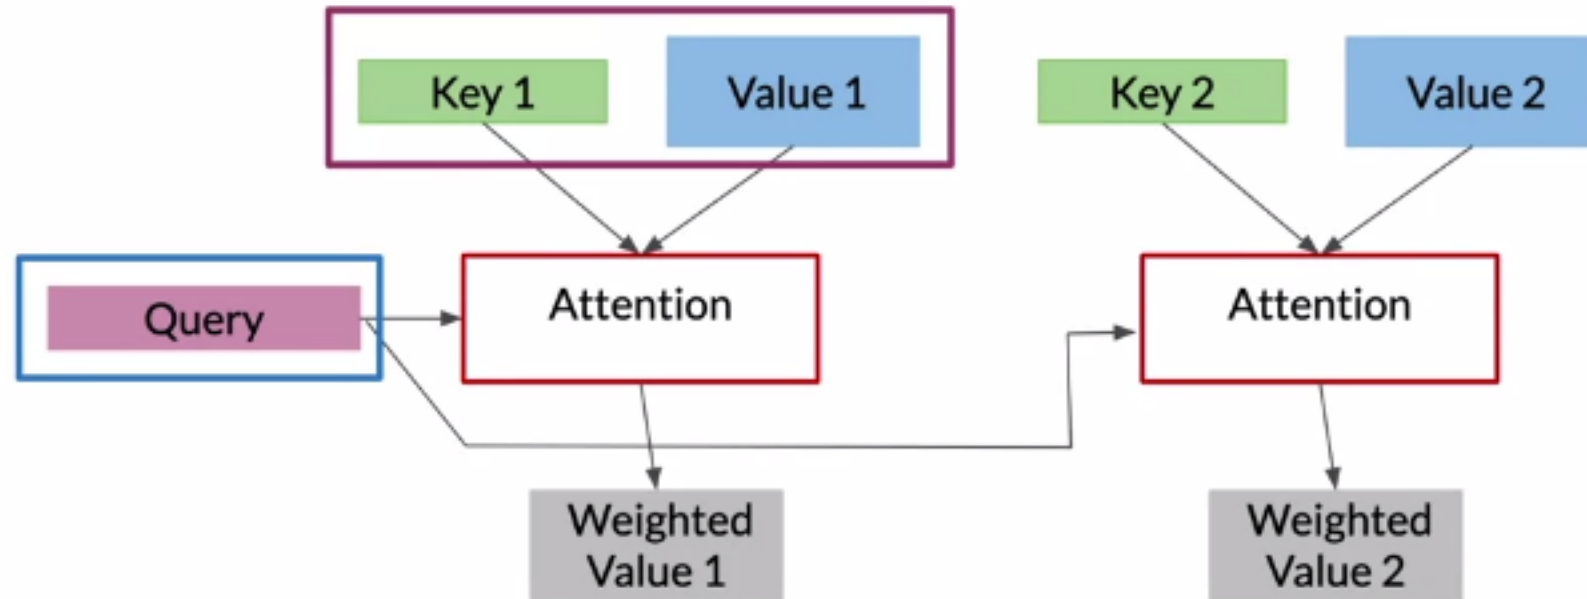 Key 1
Value 1
Key 2
Value 2
Query
Attention
Attention
Weighted
Value 1
Weighted
Value 2